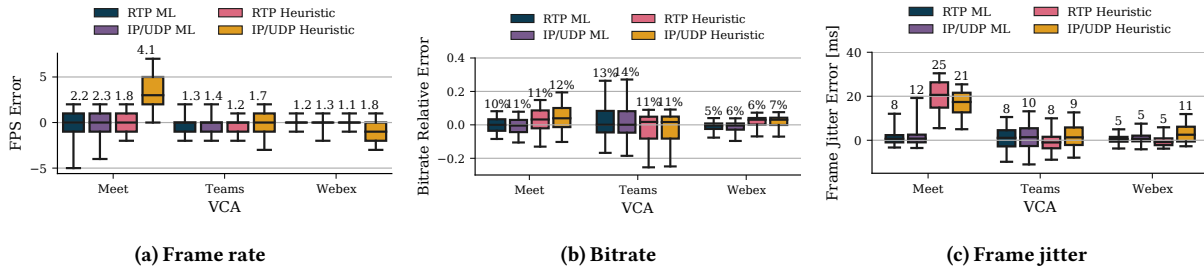 RTP ML RTP Heuristic
IP/UDP ML IP/UDP Heuristic
FPS Error
5
0
−5
2.2 2.3 1.8 4.1
1.3 1.4 1.2 1.7
1.2 1.3 1.1 1.8
Meet Teams Webex
VCA
(a) Frame rate
RTP ML RTP Heuristic
IP/UDP ML IP/UDP Heuristic
Bitrate Relative Error
0.4
0.2
0.0
−0.2
10% 11% 11% 12%
13% 14% 11% 11%
5% 6% 6% 7%
Meet Teams Webex
VCA
(b) Bitrate
RTP ML RTP Heuristic
IP/UDP ML IP/UDP Heuristic
Frame Jitter Error [ms]
40
20
0
8 12 25 21
8 10 8 9
5 5 5 11
Meet Teams Webex
VCA
(c) Frame jitter